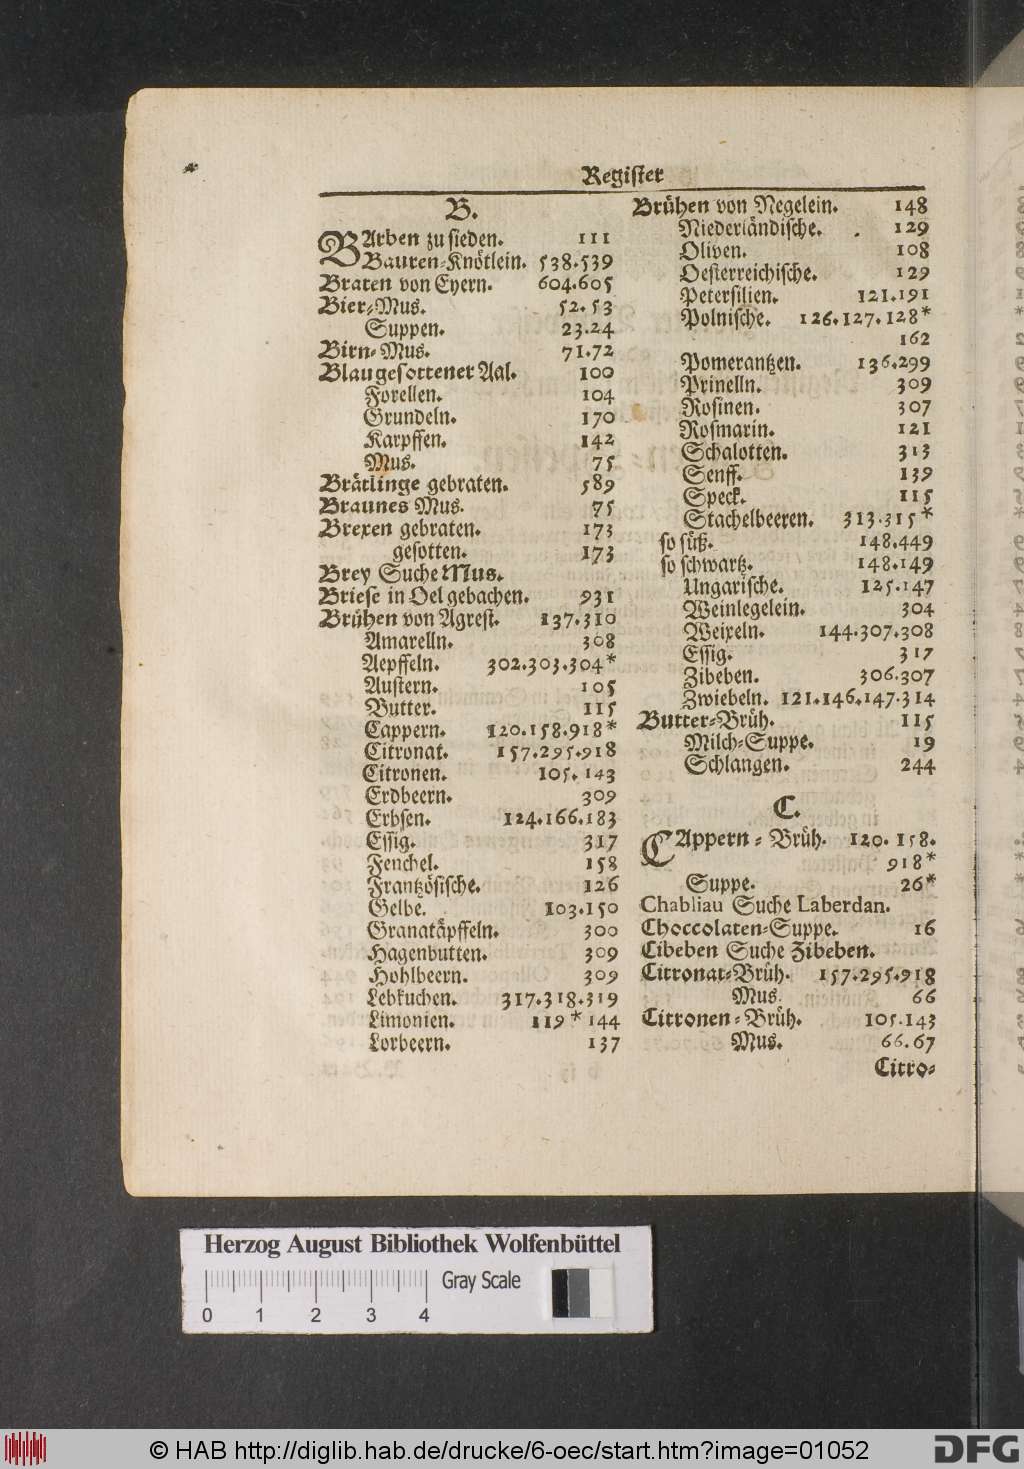 Register
B.
BArben zu sieden. 111
Bauren-Knötlein. 538.539
Braten von Eyern. 604.605
Bier-Mus. 52.53
Suppen. 23.24
Birn-Mus. 71.72
Blaugesottener Aal. 100
Forellen. 104
Grundeln. 170
Karpffen. 142
Mus. 75
Brätlinge gebraten. 589
Braunes Mus. 75
Brexen gebraten. 173
gesotten. 173
Brey Suche Mus.
Briese in Oel gebachen. 931
Brühen von Agrest. 137.310
Amarelln. 308
Aepffeln. 302.303.304*
Austern. 105
Butter. 115
Cappern. 120.158.918*
Citronat. 157.295.918
Citronen. 105.143
Erdbeern. 309
Erbsen. 124.166.183
Essig. 317
Fenchel. 158
Frantzösische. 126
Gelbe. 103.150
Granatäpffeln. 300
Hagenbutten. 309
Hohlbeern. 309
Lebkuchen. 317.318.319
Limonien. 119*144
Lorbeern. 137
Brühen von Negelein. 148
Niederländische. 129
Oliven. 108
Oesterreichische. 129
Petersilien. 121.191
Polnische. 126.127.128*
162
Pomerantzen. 136.299
Prinelln. 309
Rosinen. 307
Rosmarin. 121
Schalotten. 313
Senff. 139
Speck. 115
Stachelbeeren. 313.315*
so süß. 148.449
so schwartz. 148.149
Ungarische. 125.147
Weinlegelein. 304
Weixeln. 144.307.308
Essig. 317
Zibeben. 306.307
Zwiebeln. 121.146.147.314
Butter-Brüh. 115
Milch-Suppe. 19
Schlangen. 244
C.
CAppern-Brüh. 120.158.
918*
Suppe. 26*
Chabliau Suche Laberdan.
Choccolaten-Suppe. 16
Cibeben Suche Zibeben.
Citronat-Brüh. 157.295.918
Mus. 66
Citronen-Brüh. 105.143
Mus. 66.67
Citro-
Herzog August Bibliothek Wolfenbüttel
0 1 2 3 4 Gray Scale
© HAB http://diglib.hab.de/drucke/6-oec/start.htm?image=01052
DFG